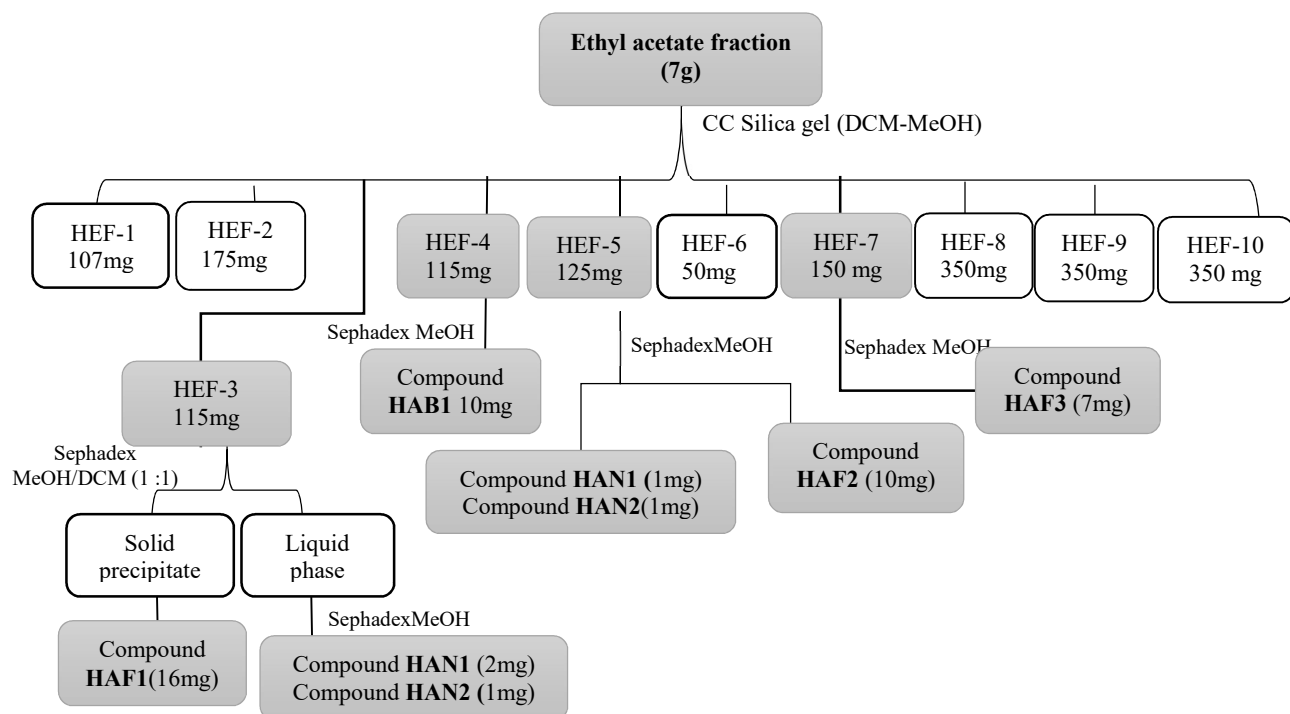 Ethyl acetate fraction
(7g)
CC Silica gel (DCM-MeOH)
HEF-1
107mg
HEF-2
175mg
HEF-4
115mg
HEF-5
125mg
HEF-6
50mg
HEF-7
150 mg
HEF-8
350mg
HEF-9
350mg
HEF-10
350 mg
Sephadex MeOH
SephadexMeOH
Sephadex MeOH
HEF-3
115mg
Compound
HAB1 10mg
Compound
HAF3 (7mg)
Sephadex
MeOH/DCM (1 :1)
Compound HAN1 (1mg)
Compound HAN2(1mg)
Compound
HAF2 (10mg)
Solid
precipitate
Liquid
phase
SephadexMeOH
Compound
HAF1(16mg)
Compound HAN1 (2mg)
Compound HAN2 (1mg)